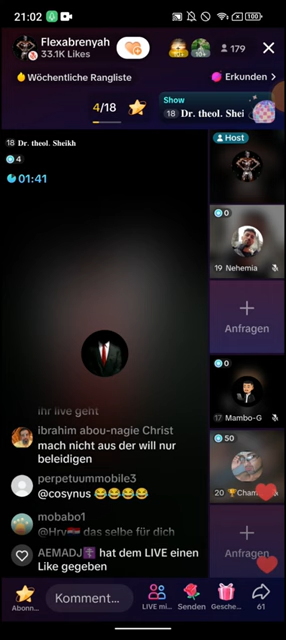 21:02
100
Flexabrenyah
33.1K Likes
10+
179
Wöchentliche Rangliste
Erkunden
4/18
Show
18 Dr. theol. Shei
18 Dr. theol. Sheikh
4
01:41
Host
0
19 Nehemia
Anfragen
0
17 Mambo-G
50
20 🏆Cham...
Anfragen
ihr live geht
ibrahim abou-nagie Christ
mach nicht aus der will nur
beleidigen
perpetuummobile3
@cosynus 😂😂😂😂
mobabo1
@Hrv🇭🇷 das selbe für dich
AEMADJ✝️ hat dem LIVE einen
Like gegeben
Abonn...
Komment...
LIVE mi...
Senden
Gesche...
61